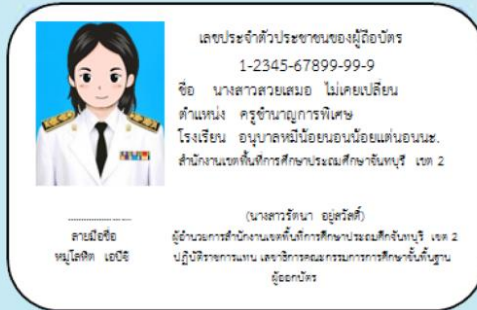 เลขประจำตัวประชาชนของผู้ถือบัตร
1-2345-67899-99-9
ชื่อ นางสาวสวยเสมอ ไม่เคยเปลี่ยน
ตำแหน่ง ครูชำนาญการพิเศษ
โรงเรียน อนุบาลหมีน้อยนอนน้อยแต่นอนนะ.
สำนักงานเขตพื้นที่การศึกษาประถมศึกษาจันทบุรี เขต 2
......................
ลายมือชื่อ
หมู่โลหิต เอบีซี
(นางสาวรัตนา อยู่สวัสดิ์)
ผู้อำนวยการสำนักงานเขตพื้นที่การศึกษาประถมศึกจันทบุรี เขต 2
ปฏิบัติราชการแทน เลขาธิการคณะกรรมการการศึกษาขั้นพื้นฐาน
ผู้ออกบัตร